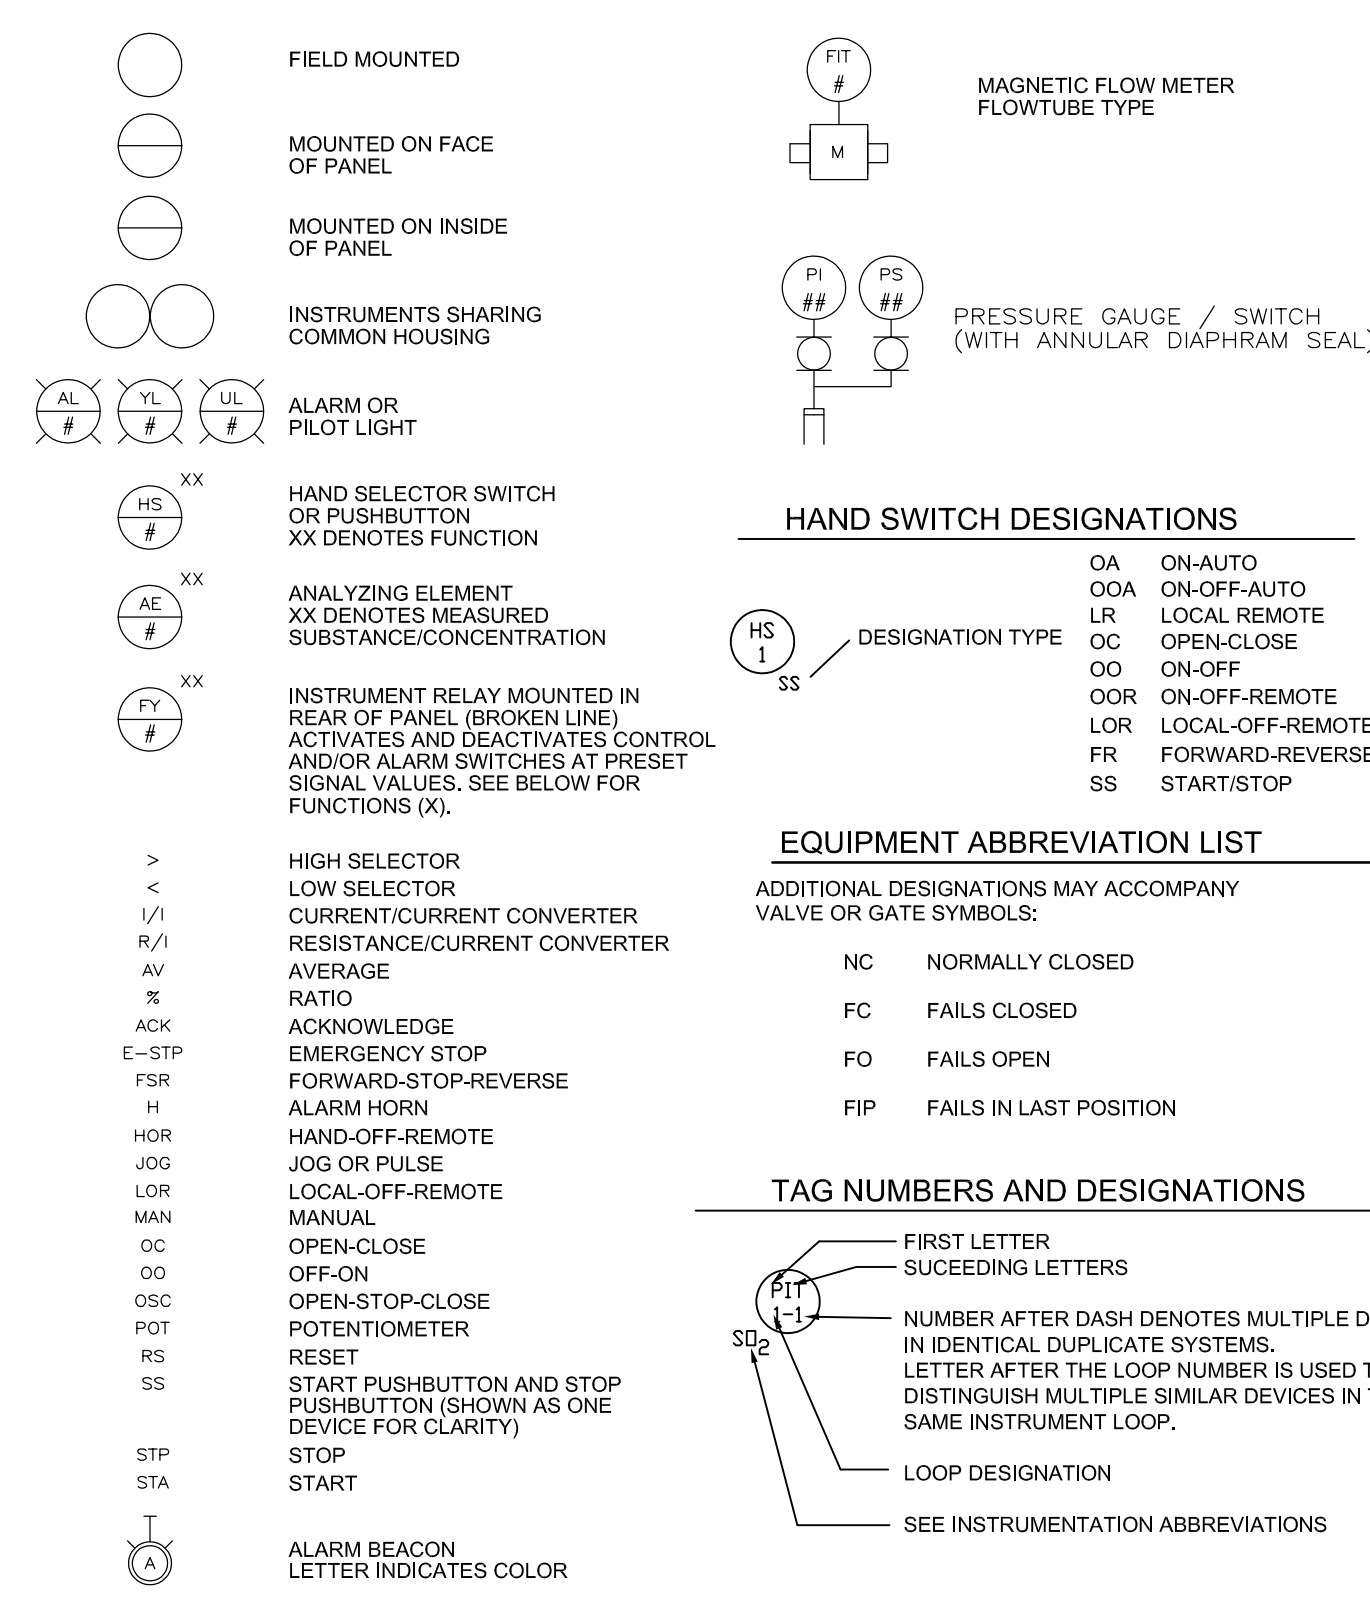 FIELD MOUNTED
MOUNTED ON FACE
OF PANEL
MOUNTED ON INSIDE
OF PANEL
INSTRUMENTS SHARING
COMMON HOUSING
AL
#
YL
#
UL
#
ALARM OR
PILOT LIGHT
XX
HS
#
HAND SELECTOR SWITCH
OR PUSHBUTTON
XX DENOTES FUNCTION
XX
AE
#
ANALYZING ELEMENT
XX DENOTES MEASURED
SUBSTANCE/CONCENTRATION
XX
FY
#
INSTRUMENT RELAY MOUNTED IN
REAR OF PANEL (BROKEN LINE)
ACTIVATES AND DEACTIVATES CONTROL
AND/OR ALARM SWITCHES AT PRESET
SIGNAL VALUES. SEE BELOW FOR
FUNCTIONS (X).
> HIGH SELECTOR
< LOW SELECTOR
I/I CURRENT/CURRENT CONVERTER
R/I RESISTANCE/CURRENT CONVERTER
AV AVERAGE
% RATIO
ACK ACKNOWLEDGE
E-STP EMERGENCY STOP
FSR FORWARD-STOP-REVERSE
H ALARM HORN
HOR HAND-OFF-REMOTE
JOG JOG OR PULSE
LOR LOCAL-OFF-REMOTE
MAN MANUAL
OC OPEN-CLOSE
OO OFF-ON
OSC OPEN-STOP-CLOSE
POT POTENTIOMETER
RS RESET
SS START PUSHBUTTON AND STOP
PUSHBUTTON (SHOWN AS ONE
DEVICE FOR CLARITY)
STP STOP
STA START
A
ALARM BEACON
LETTER INDICATES COLOR
FIT
#
M
MAGNETIC FLOW METER
FLOWTUBE TYPE
PI
##
PS
##
PRESSURE GAUGE / SWITCH
(WITH ANNULAR DIAPHRAM SEAL)
HAND SWITCH DESIGNATIONS
HS
1
SS
DESIGNATION TYPE
OA ON-AUTO
OOA ON-OFF-AUTO
LR LOCAL REMOTE
OC OPEN-CLOSE
OO ON-OFF
OOR ON-OFF-REMOTE
LOR LOCAL-OFF-REMOTE
FR FORWARD-REVERSE
SS START/STOP
EQUIPMENT ABBREVIATION LIST
ADDITIONAL DESIGNATIONS MAY ACCOMPANY
VALVE OR GATE SYMBOLS:
NC NORMALLY CLOSED
FC FAILS CLOSED
FO FAILS OPEN
FIP FAILS IN LAST POSITION
TAG NUMBERS AND DESIGNATIONS
PIT
1-1
SO2
FIRST LETTER
SUCEEDING LETTERS
NUMBER AFTER DASH DENOTES MULTIPLE
IN IDENTICAL DUPLICATE SYSTEMS.
LETTER AFTER THE LOOP NUMBER IS USED
DISTINGUISH MULTIPLE SIMILAR DEVICES IN
SAME INSTRUMENT LOOP.
LOOP DESIGNATION
SEE INSTRUMENTATION ABBREVIATIONS